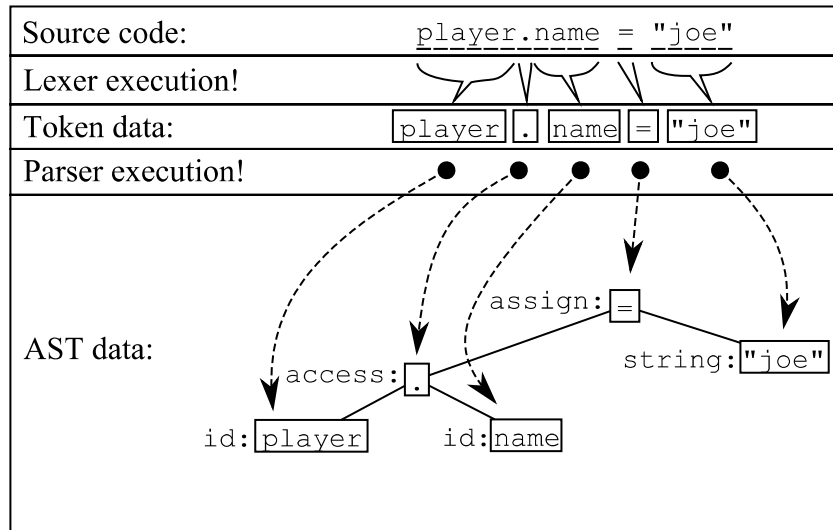 Source code: player.name = "joe"
Lexer execution!
Token data: player . name = "joe"
Parser execution!
assign: =
AST data: string: "joe"
access: .
id: player id: name